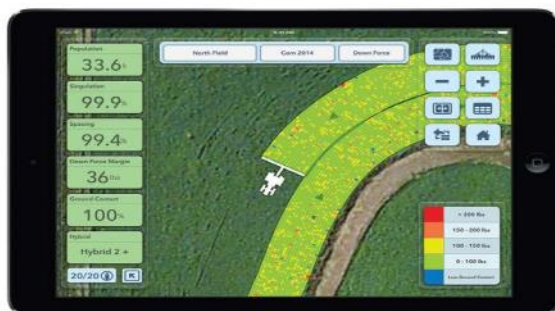 Population
33.6k
Singulation
99.9%
Spacing
99.4%
Down Force Margin
36lbs
Ground Contact
100%
Hybrid
Hybrid 2 +
20/20
North Field
Corn 2014
Down Force
> 200 lbs
150 - 200 lbs
100 - 150 lbs
0 - 100 lbs
Loss Ground Contact